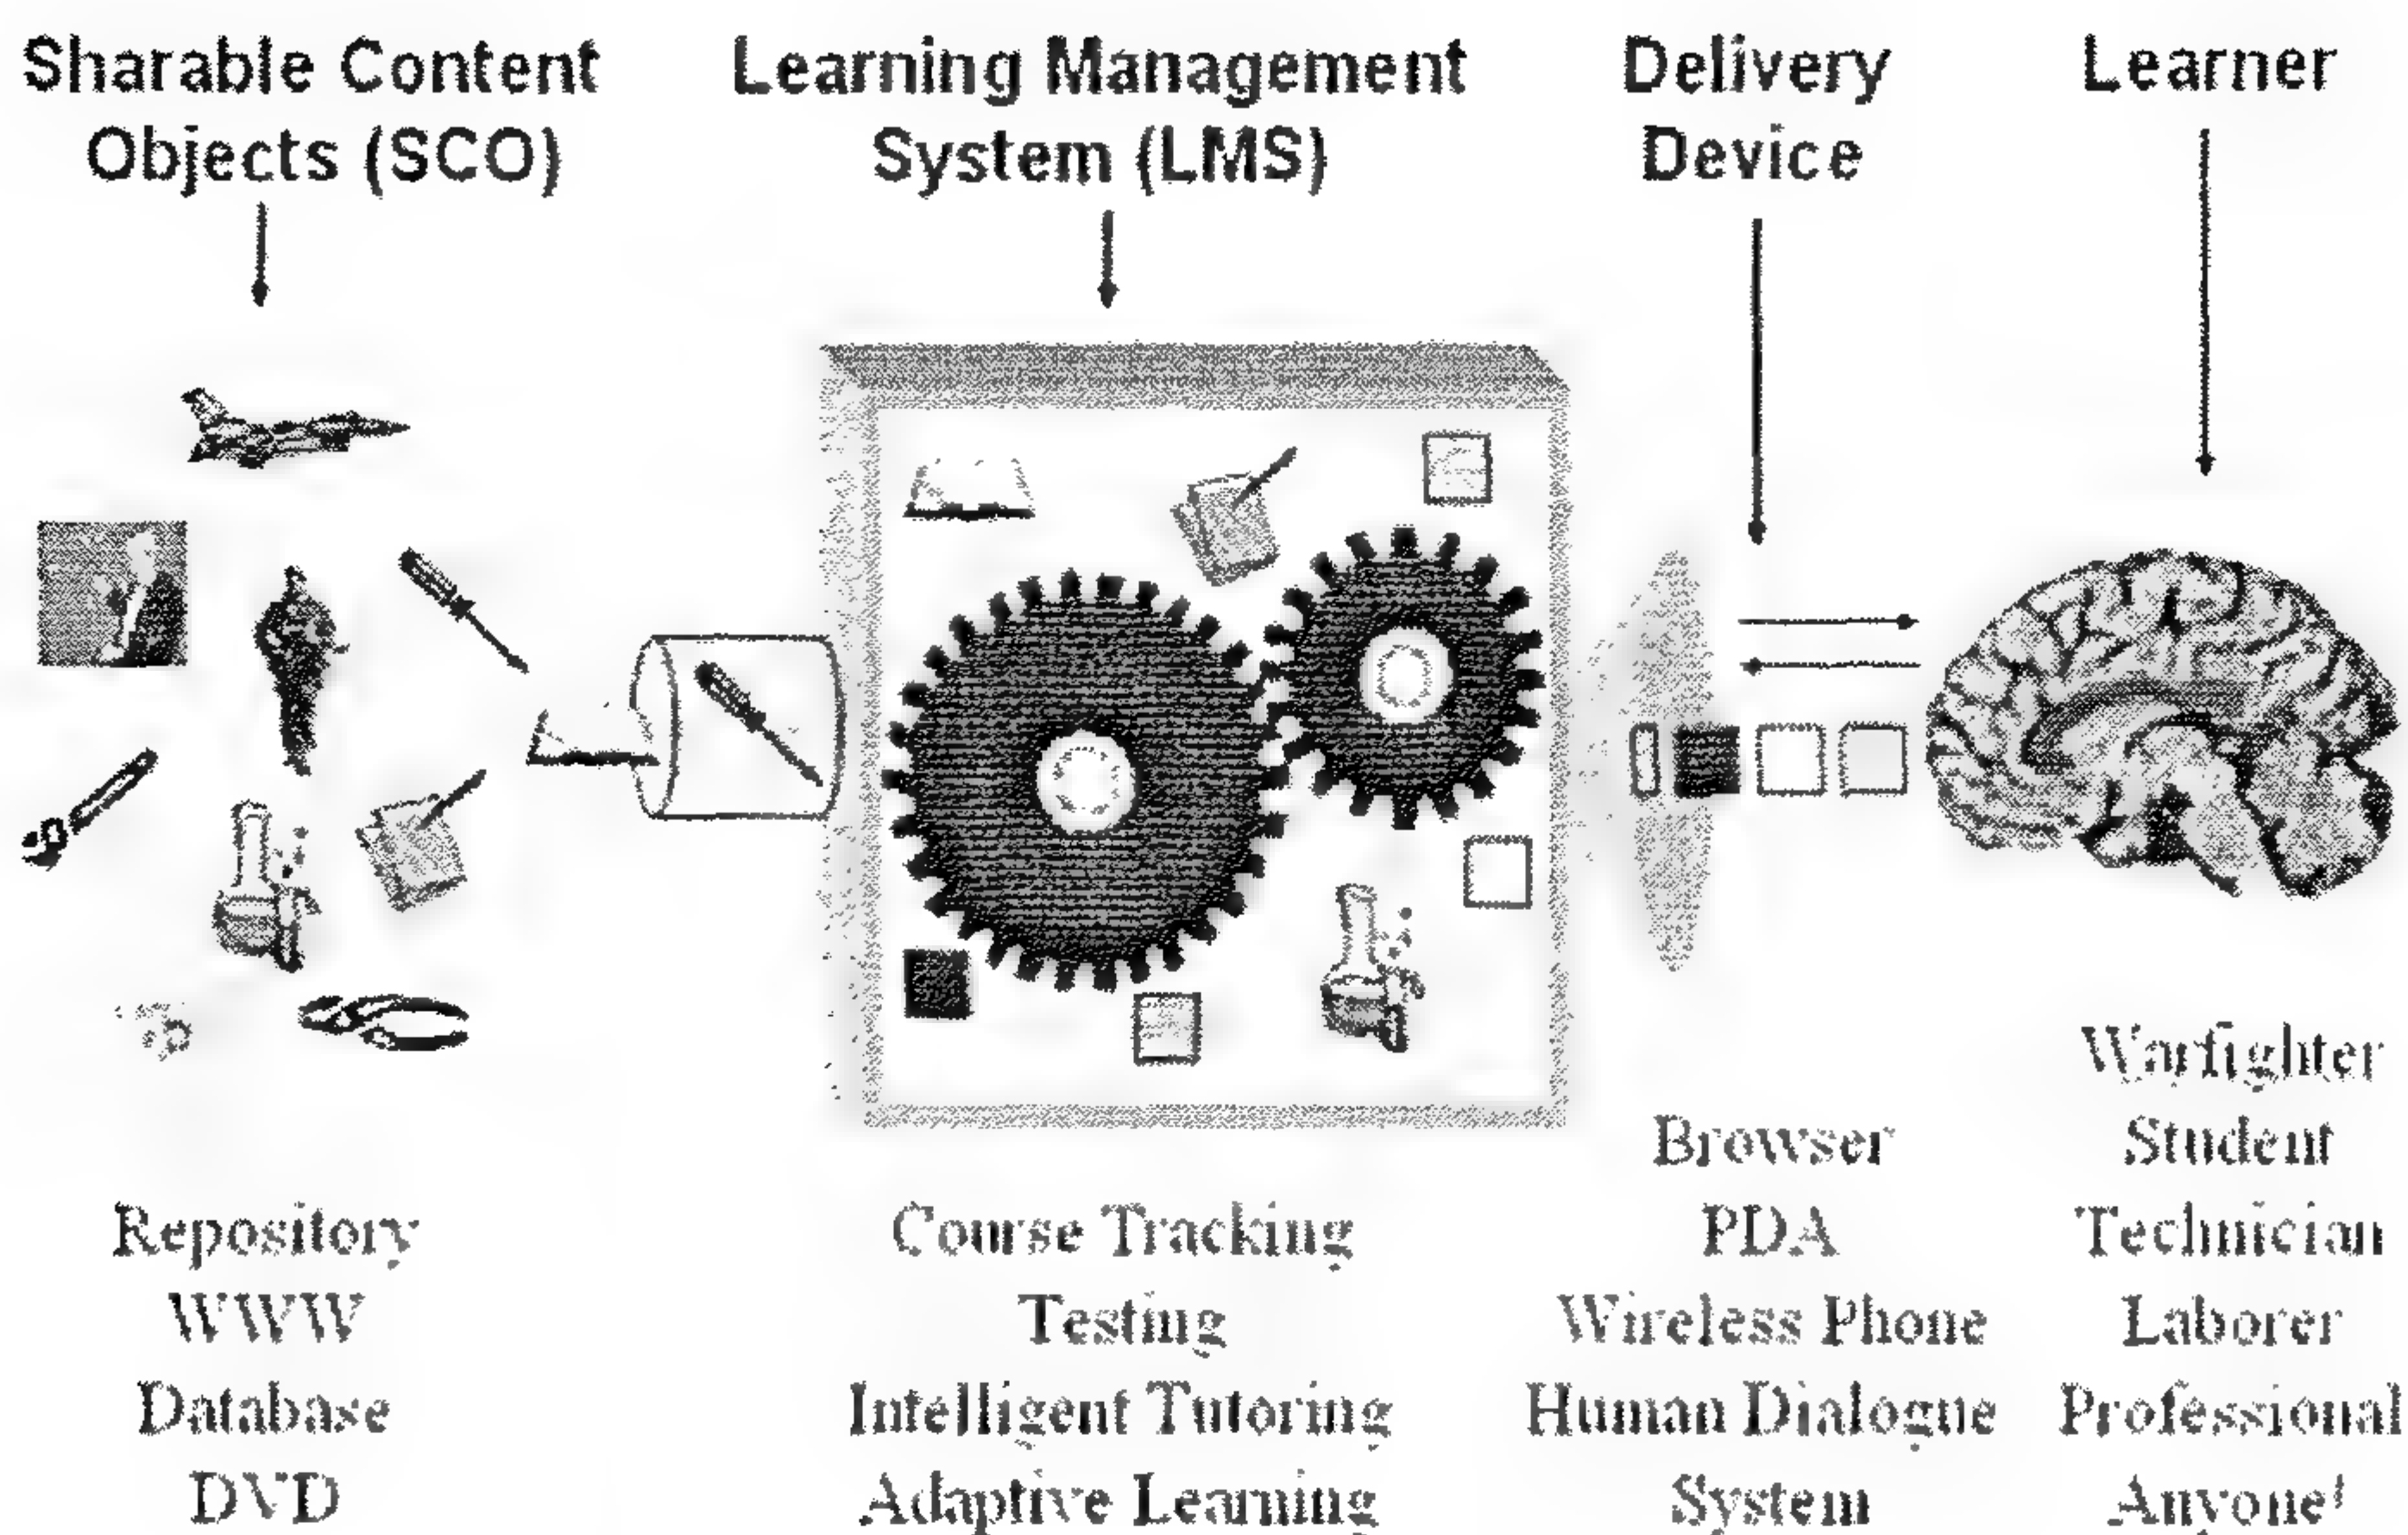 Sharable Content
Objects (SCO)
Learning Management
System (LMS)
Delivery
Device
Learner
Repository
WWW
Database
DVD
Course Tracking
Testing
Intelligent Tutoring
Adaptive Learning
Browser
PDA
Wireless Phone
Human Dialogue
System
Warfighter
Student
Technician
Laborer
Professional
Anyone!